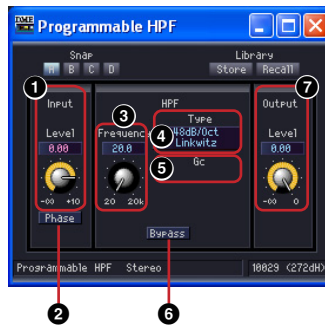 DME Programmable HPF
Snap
Library
A B C D
Store Recall
1
7
Input
HPF
Output
3
Type
Level
Frequency
4
48dB/Oct
Linkwitz
Level
0.00
20.0
0.00
5
Gc
-∞ +10
20 20k
-∞ 0
Phase
Bypass
Programmable HPF Stereo
10029 (272dH)
2
6